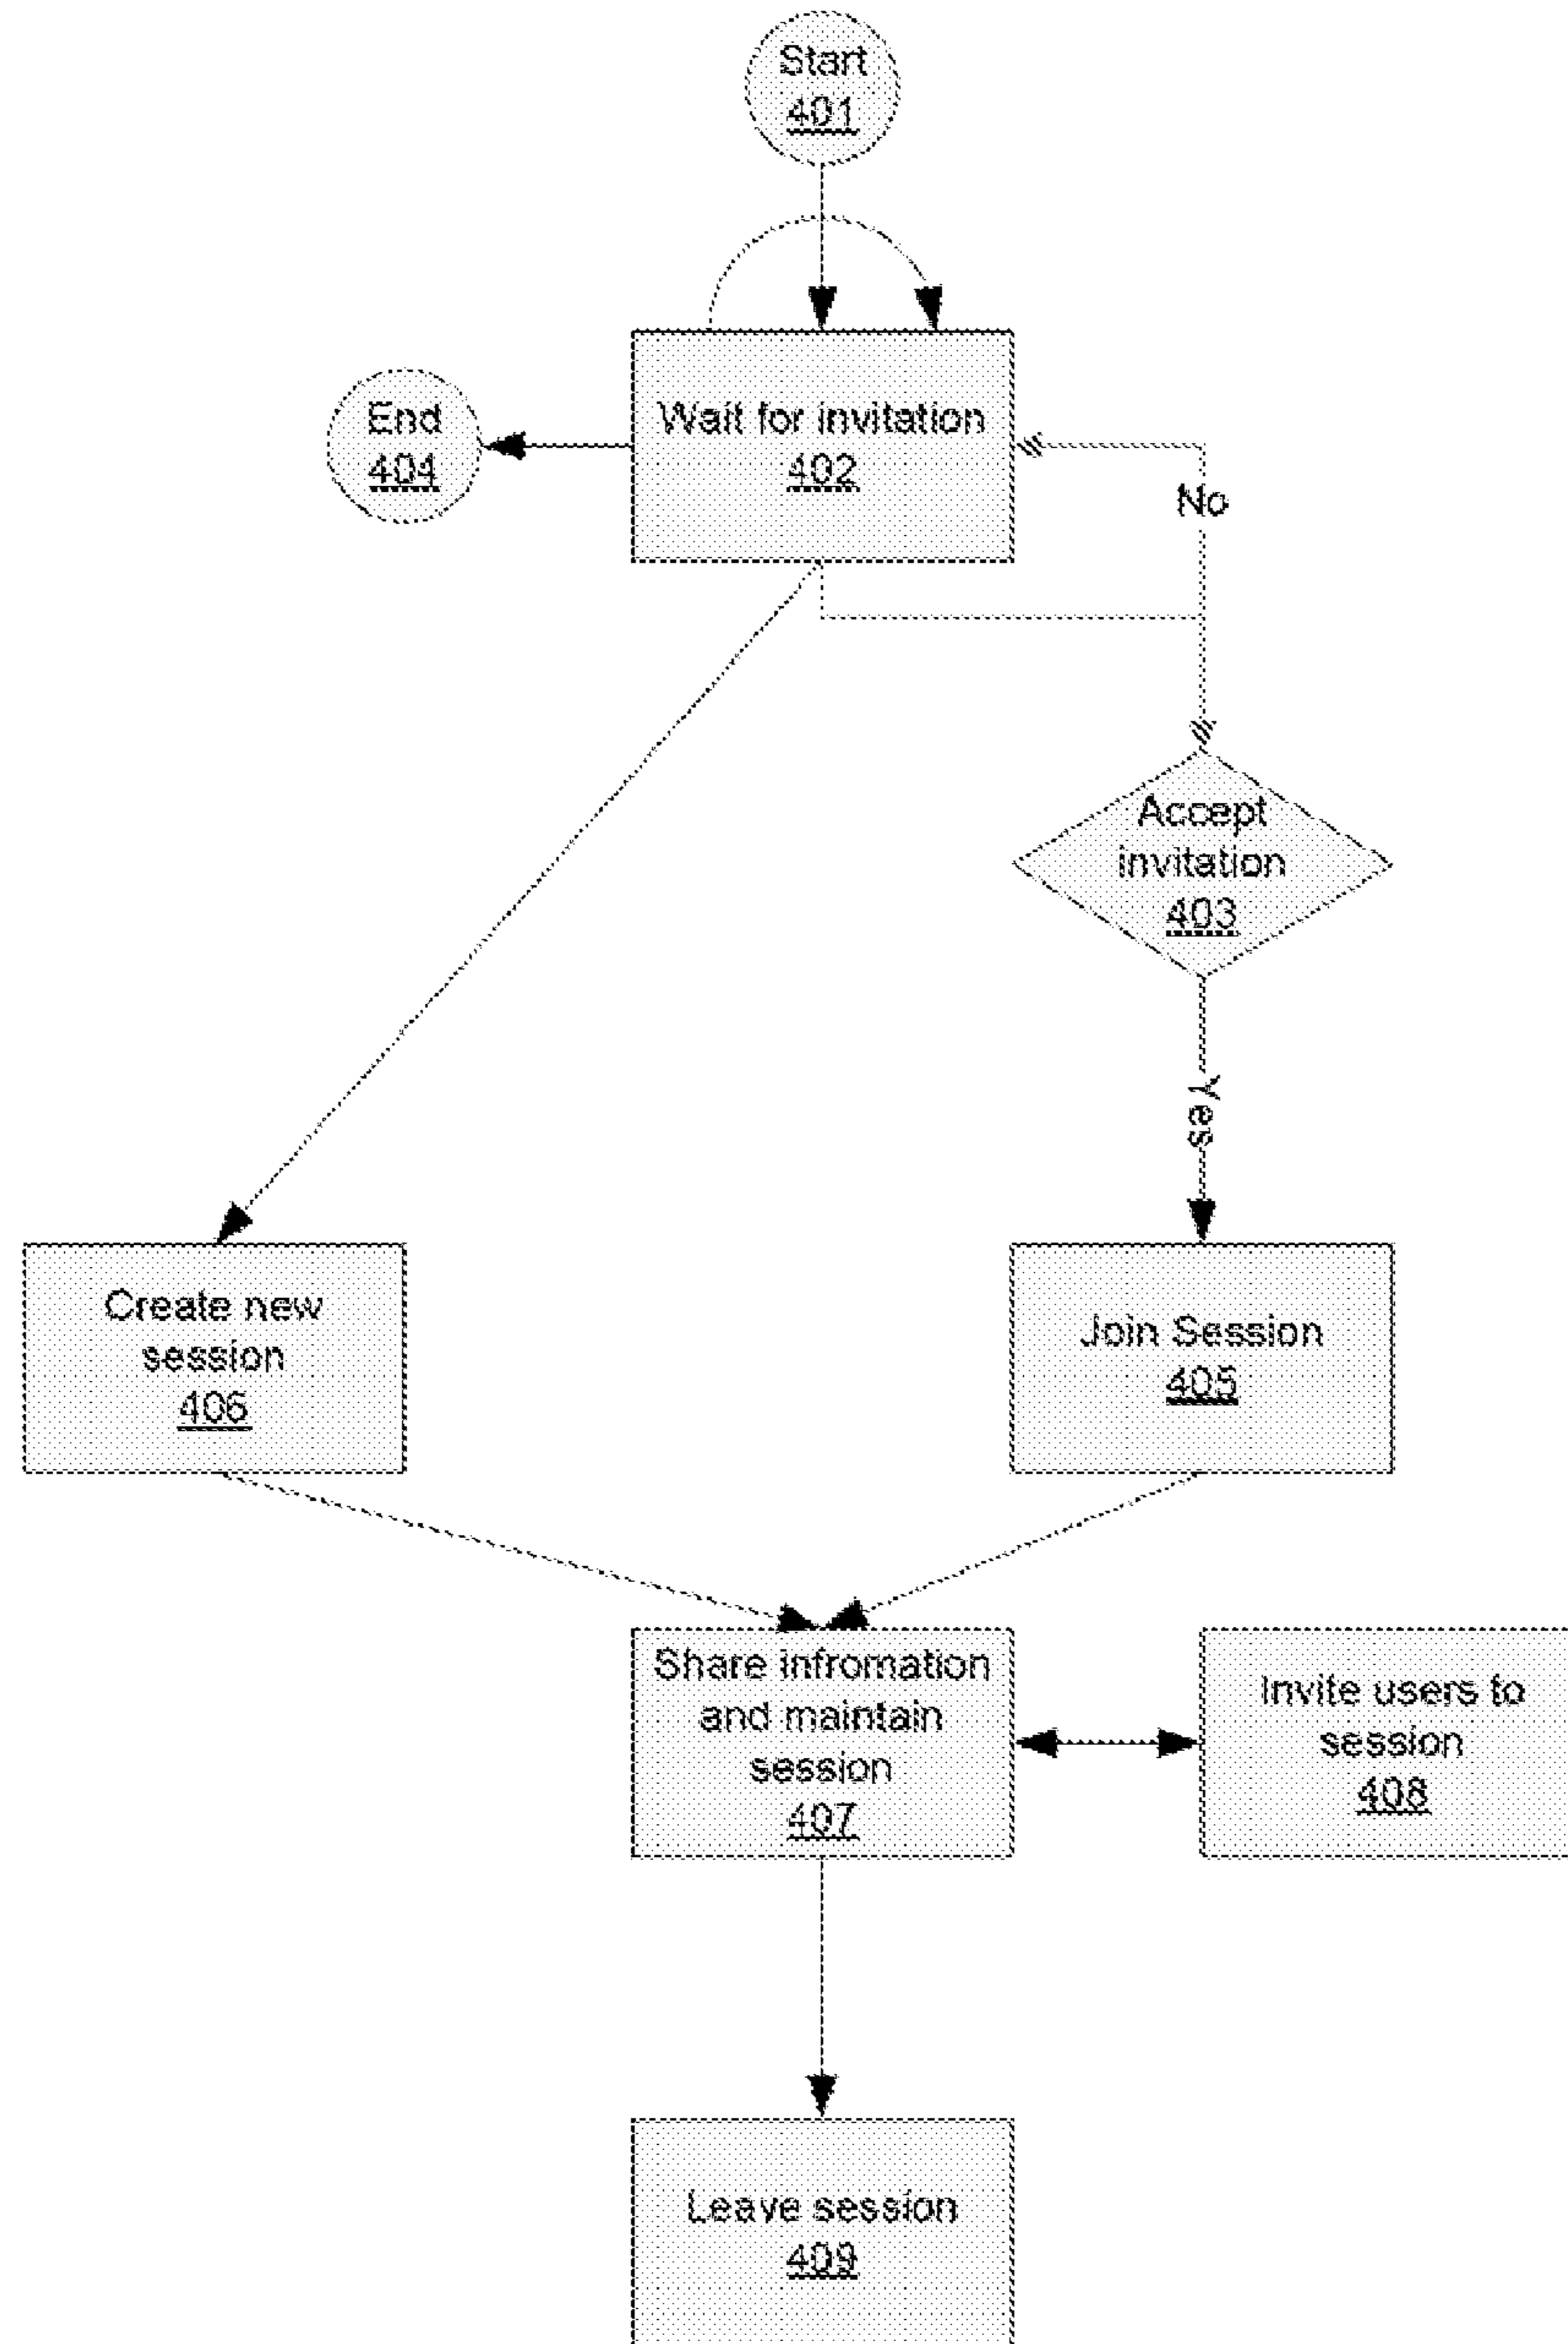 Start
401
End
404
Wait for invitation
402
No
Accept
invitation
403
Yes
Create new
session
406
Join Session
405
Share infromation
and maintain
session
407
Invite users to
session
408
Leave session
409